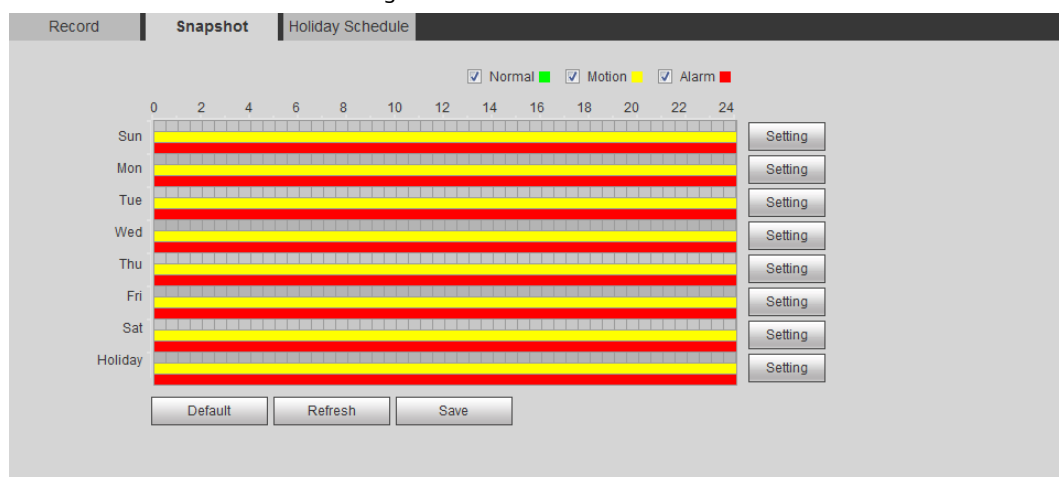 Record Snapshot Holiday Schedule
Normal Motion Alarm
0 2 4 6 8 10 12 14 16 18 20 22 24
Sun Setting
Mon Setting
Tue Setting
Wed Setting
Thu Setting
Fri Setting
Sat Setting
Holiday Setting
Default Refresh Save